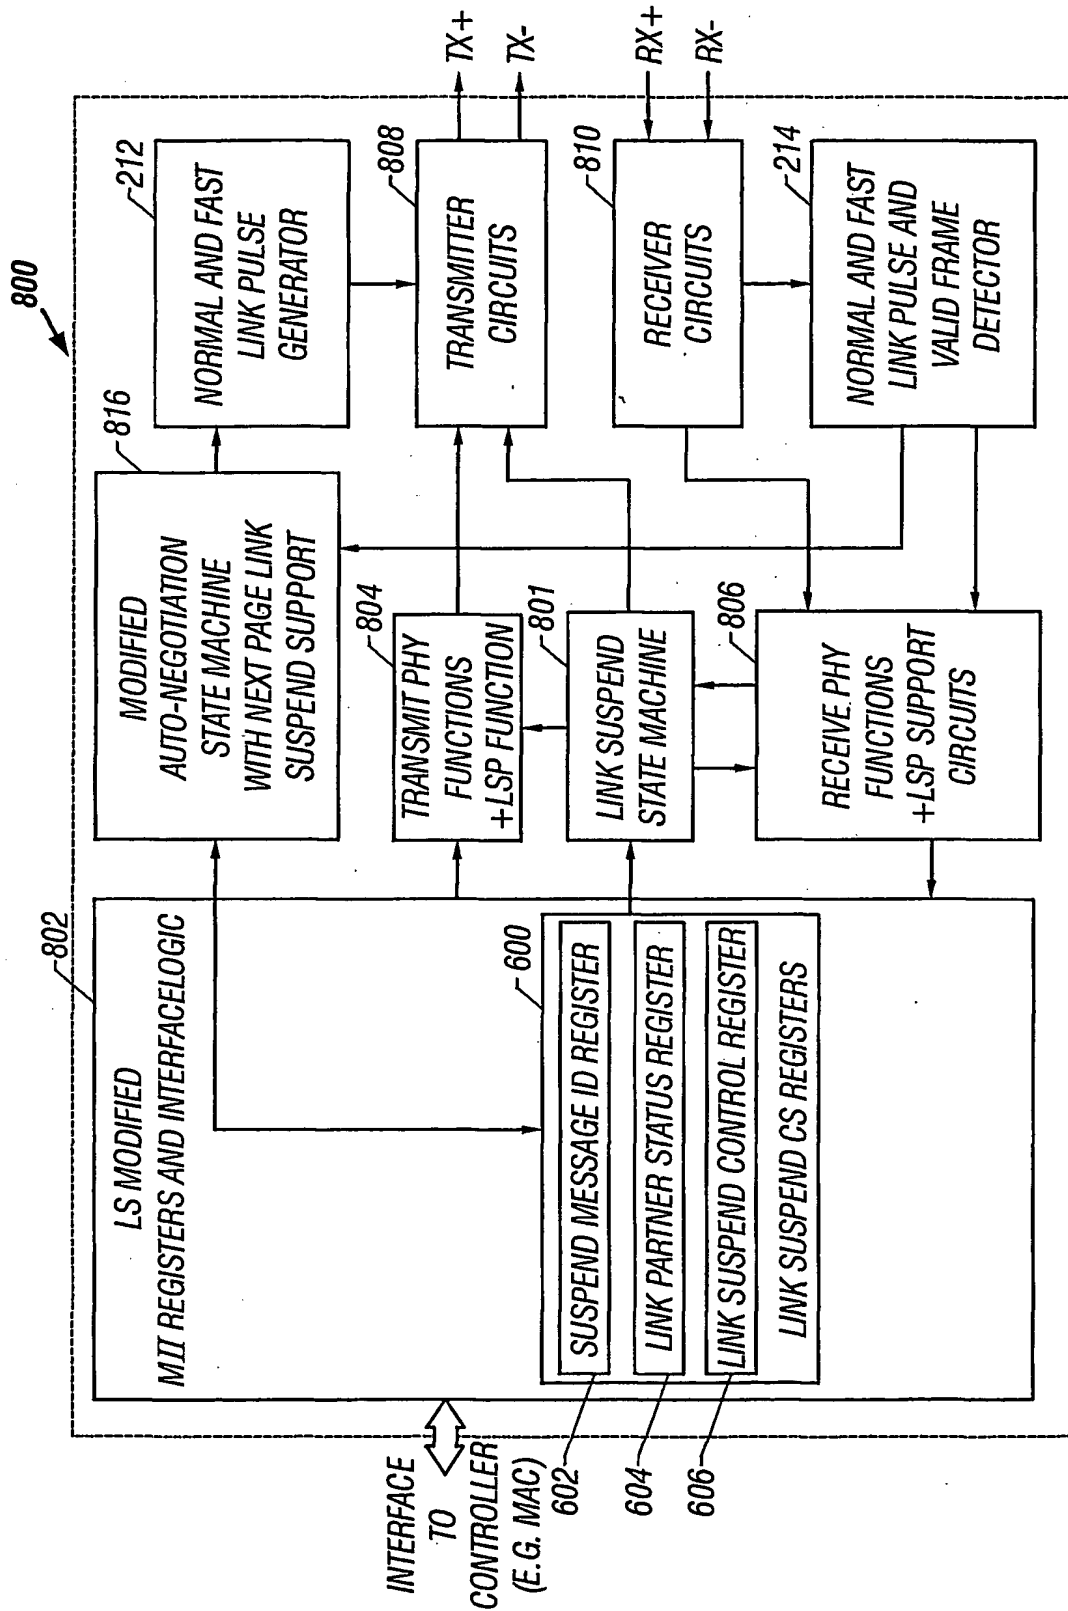 800
802
LS MODIFIED
MII REGISTERS AND INTERFACELOGIC
INTERFACE
TO
CONTROLLER
(E.G. MAC)
600
SUSPEND MESSAGE ID REGISTER
LINK PARTNER STATUS REGISTER
LINK SUSPEND CONTROL REGISTER
LINK SUSPEND CS REGISTERS
602
604
606
816
MODIFIED
AUTO-NEGOTIATION
STATE MACHINE
WITH NEXT PAGE LINK
SUSPEND SUPPORT
804
TRANSMIT PHY
FUNCTIONS
+LSP FUNCTION
801
LINK SUSPEND
STATE MACHINE
806
RECEIVE PHY
FUNCTIONS
+LSP SUPPORT
CIRCUITS
212
NORMAL AND FAST
LINK PULSE
GENERATOR
808
TRANSMITTER
CIRCUITS
810
RECEIVER
CIRCUITS
214
NORMAL AND FAST
LINK PULSE AND
VALID FRAME
DETECTOR
TX+
TX-
RX+
RX-